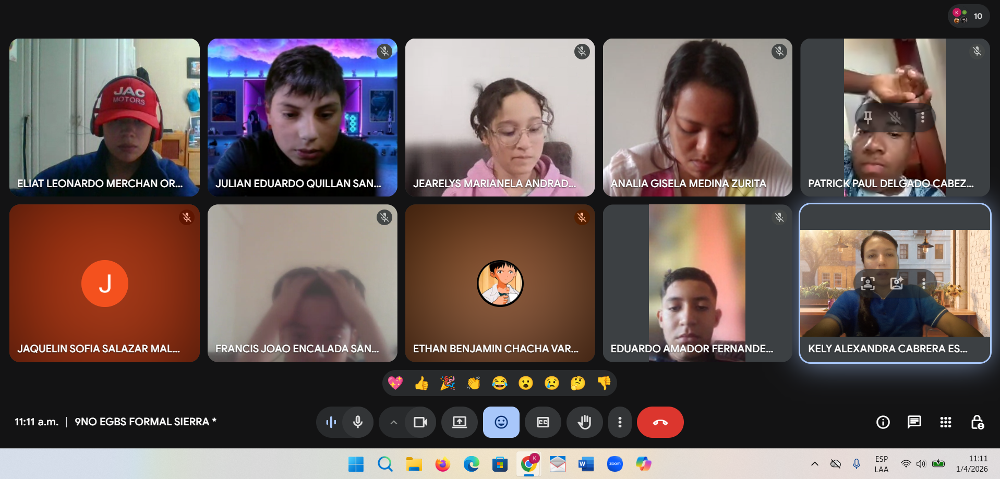 K
10
JAC
MOTORS
ELIAT LEONARDO MERCHAN OR...
JULIAN EDUARDO QUILLAN SAN...
JEARELYS MARIANELA ANDRAD...
ANALIA GISELA MEDINA ZURITA
PATRICK PAUL DELGADO CABEZ...
J
JAQUELIN SOFIA SALAZAR MAL...
FRANCIS JOAO ENCALADA SAN...
ETHAN BENJAMIN CHACHA VAR...
EDUARDO AMADOR FERNANDE...
KELY ALEXANDRA CABRERA ES...
11:11 a.m.
9NO EGBS FORMAL SIERRA *
CC
K
W
zoom
ESP
LAA
11:11
1/4/2026